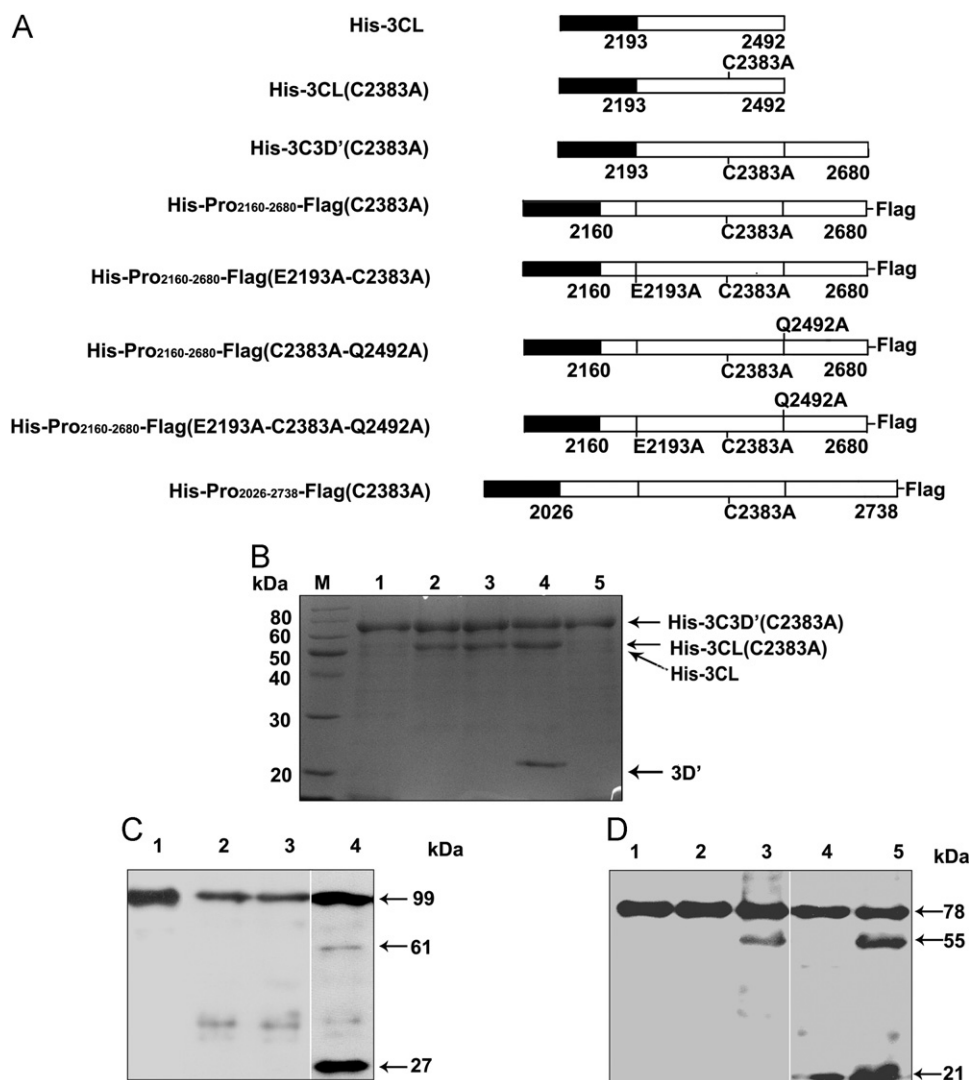 A
His-3CL
2193 2492
His-3CL(C2383A)
C2383A
2193 2492
His-3C3D'(C2383A)
2193 C2383A 2680
His-Pro2160-2680-Flag(C2383A)
Flag
2160 C2383A 2680
His-Pro2160-2680-Flag(E2193A-C2383A)
Flag
2160 E2193A C2383A 2680
Q2492A
His-Pro2160-2680-Flag(C2383A-Q2492A)
Flag
2160 C2383A 2680
Q2492A
His-Pro2160-2680-Flag(E2193A-C2383A-Q2492A)
Flag
2160 E2193A C2383A 2680
His-Pro2026-2738-Flag(C2383A)
Flag
2026 C2383A 2738
B
kDa M 1 2 3 4 5
80
60
50
40
30
20
His-3C3D'(C2383A)
His-3CL(C2383A)
His-3CL
3D'
C
1 2 3 4 kDa
99
61
27
D
1 2 3 4 5 kDa
78
55
21